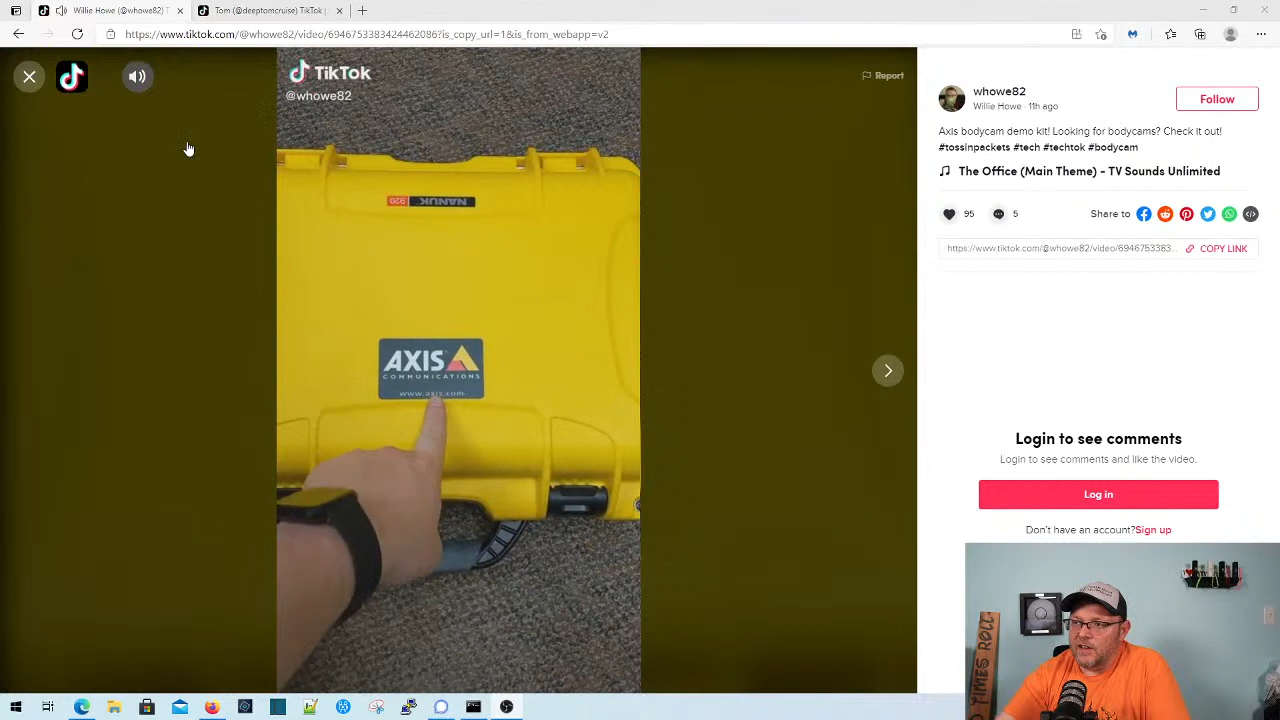 Willie Howe (@whowe82) T
Tom (@deeptomcruise) TikTok |
https://www.tiktok.com/@whowe82/video/6946753383424462086?is_copy_url=1&is_from_webapp=v2
TikTok
@whowe82
Report
NANUK 920
AXIS
COMMUNICATIONS
www.axis.com
whowe82
Willie Howe · 11h ago
Follow
Axis bodycam demo kit! Looking for bodycams? Check it out!
#tossinpackets #tech #techtok #bodycam
The Office (Main Theme) - TV Sounds Unlimited
95
5
Share to
https://www.tiktok.com/@whowe82/video/6946753383...
COPY LINK
Login to see comments
Login to see comments and like the video.
Log in
Don't have an account?Sign up